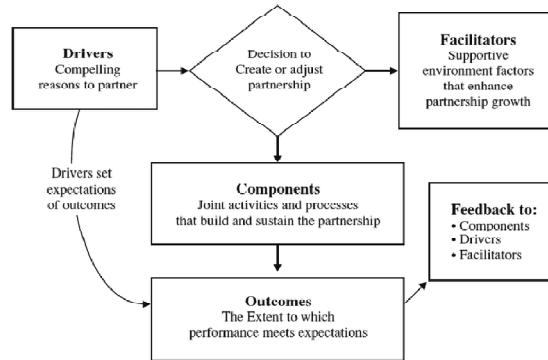 Drivers
Compelling
reasons to partner
Decision to
Create or adjust
partnership
Facilitators
Supportive
environment factors
that enhance
partnership growth
Drivers set
expectations
of outcomes
Components
Joint activities and processes
that build and sustain the partnership
Feedback to:
• Components
• Drivers
• Facilitators
Outcomes
The Extent to which
performance meets expectations